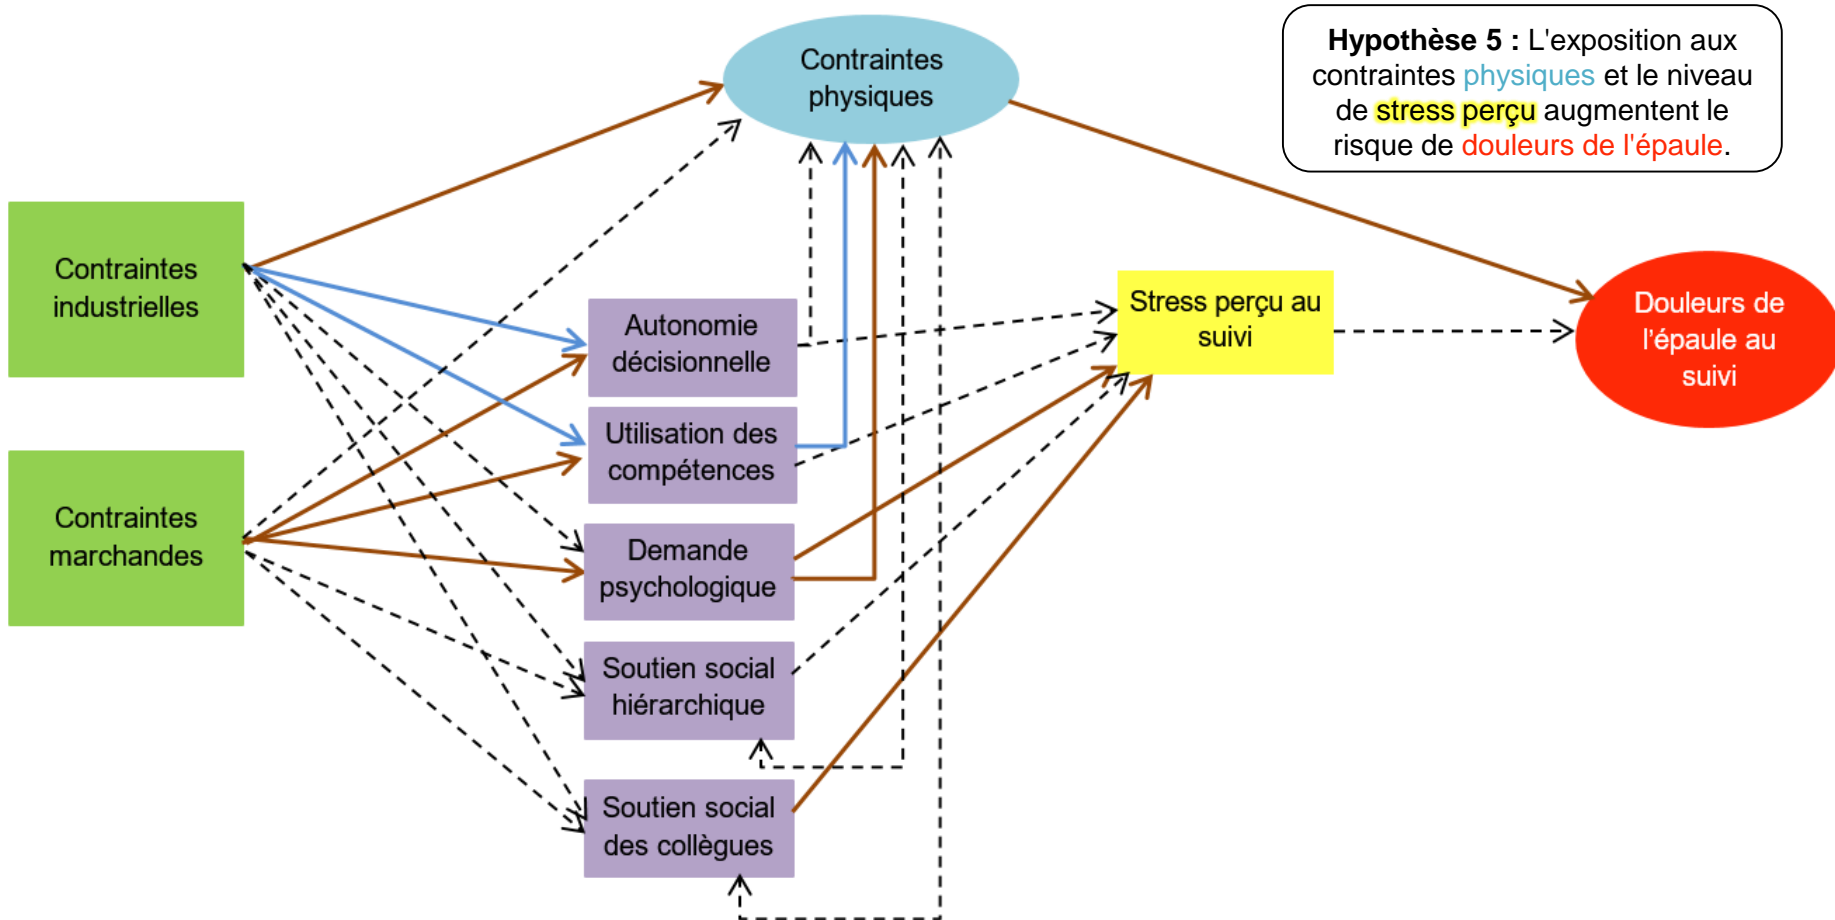 Contraintes
physiques
Hypothèse 5 : L'exposition aux
contraintes physiques et le niveau
de stress perçu augmentent le
risque de douleurs de l'épaule.
Contraintes
industrielles
Contraintes
marchandes
Autonomie
décisionnelle
Utilisation des
compétences
Demande
psychologique
Soutien social
hiérarchique
Soutien social
des collègues
Stress perçu au
suivi
Douleurs de
l'épaule au
suivi